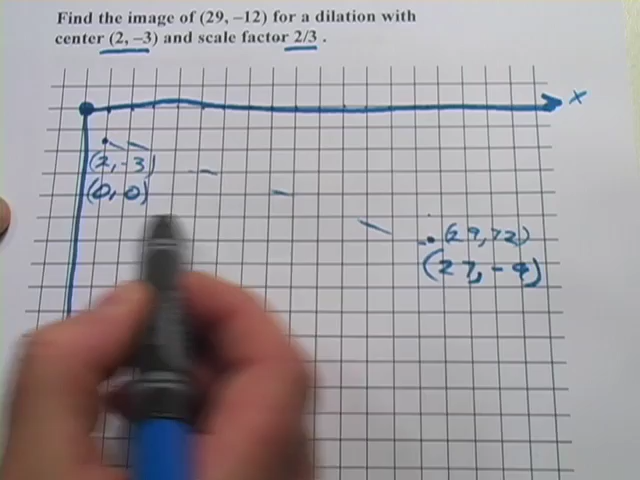 Find the image of (29, −12) for a dilation with
center (2, −3) and scale factor 2/3 .
x
(2, -3)
(0, 0)
(29,-12)
(27, -9)